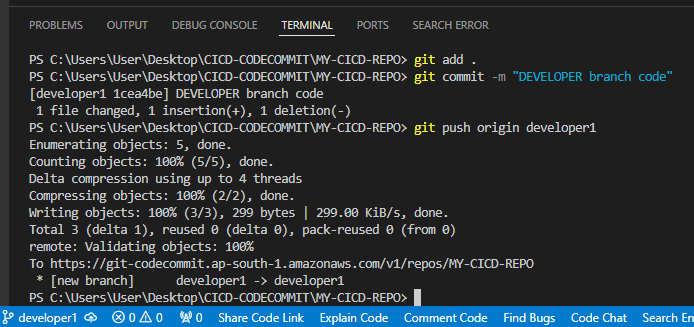 PROBLEMS OUTPUT DEBUG CONSOLE TERMINAL PORTS SEARCH ERROR
PS C:\Users\User\Desktop\CICD-CODECOMMIT\MY-CICD-REPO> git add .
PS C:\Users\User\Desktop\CICD-CODECOMMIT\MY-CICD-REPO> git commit -m "DEVELOPER branch code"
[developer1 1cea4be] DEVELOPER branch code
 1 file changed, 1 insertion(+), 1 deletion(-)
PS C:\Users\User\Desktop\CICD-CODECOMMIT\MY-CICD-REPO> git push origin developer1
Enumerating objects: 5, done.
Counting objects: 100% (5/5), done.
Delta compression using up to 4 threads
Compressing objects: 100% (2/2), done.
Writing objects: 100% (3/3), 299 bytes | 299.00 KiB/s, done.
Total 3 (delta 1), reused 0 (delta 0), pack-reused 0 (from 0)
remote: Validating objects: 100%
To https://git-codecommit.ap-south-1.amazonaws.com/v1/repos/MY-CICD-REPO
 * [new branch]      developer1 -> developer1
PS C:\Users\User\Desktop\CICD-CODECOMMIT\MY-CICD-REPO>
developer1 0 0 0 Share Code Link Explain Code Comment Code Find Bugs Code Chat Search En